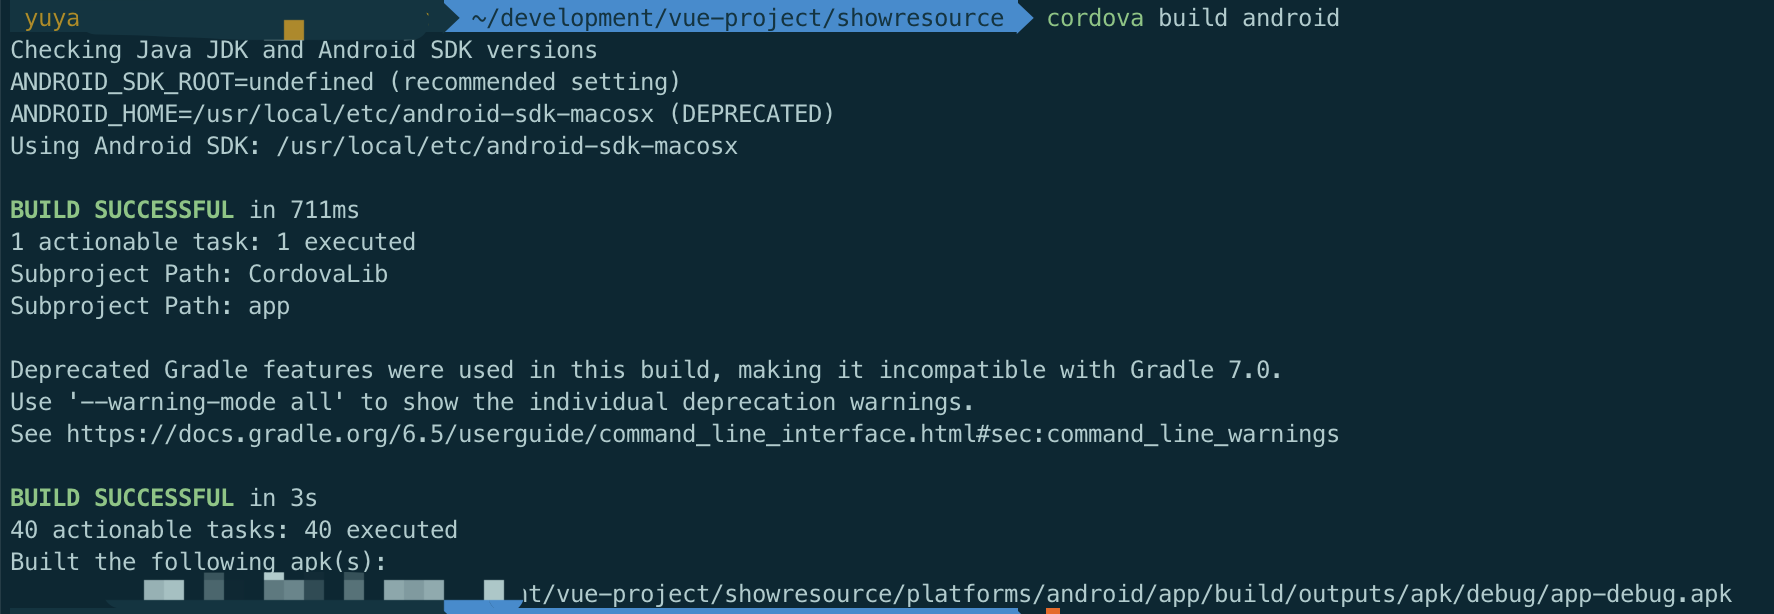 yuya ~/development/vue-project/showresource cordova build android
Checking Java JDK and Android SDK versions
ANDROID_SDK_ROOT=undefined (recommended setting)
ANDROID_HOME=/usr/local/etc/android-sdk-macosx (DEPRECATED)
Using Android SDK: /usr/local/etc/android-sdk-macosx
BUILD SUCCESSFUL in 711ms
1 actionable task: 1 executed
Subproject Path: CordovaLib
Subproject Path: app
Deprecated Gradle features were used in this build, making it incompatible with Gradle 7.0.
Use '--warning-mode all' to show the individual deprecation warnings.
See https://docs.gradle.org/6.5/userguide/command_line_interface.html#sec:command_line_warnings
BUILD SUCCESSFUL in 3s
40 actionable tasks: 40 executed
Built the following apk(s):
nt/vue-project/showresource/platforms/android/app/build/outputs/apk/debug/app-debug.apk